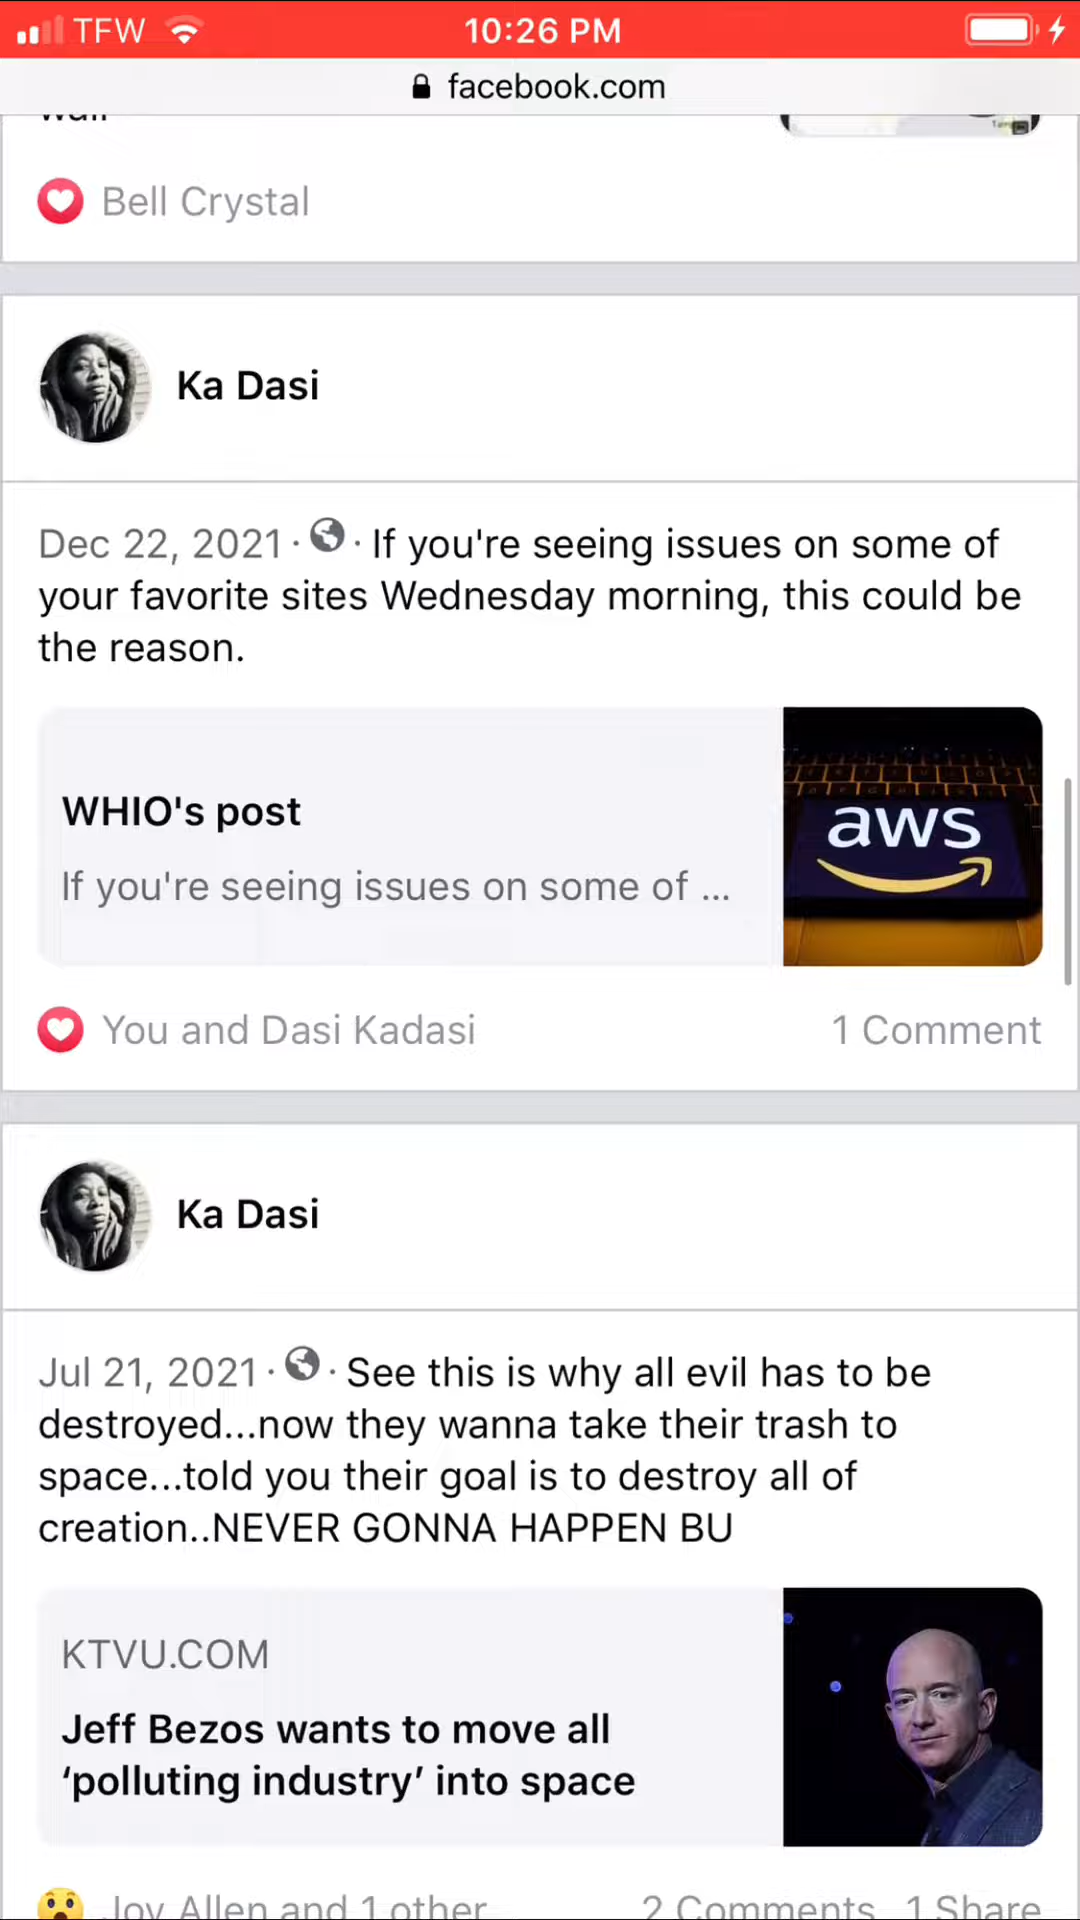 TFW
10:26 PM
facebook.com
Bell Crystal
Ka Dasi
Dec 22, 2021 · · If you're seeing issues on some of
your favorite sites Wednesday morning, this could be
the reason.
WHIO's post
If you're seeing issues on some of ...
aws
You and Dasi Kadasi
1 Comment
Ka Dasi
Jul 21, 2021 · · See this is why all evil has to be
destroyed...now they wanna take their trash to
space...told you their goal is to destroy all of
creation..NEVER GONNA HAPPEN BU
KTVU.COM
Jeff Bezos wants to move all
‘polluting industry’ into space
Joy Allen and 1 other
2 Comments 1 Share